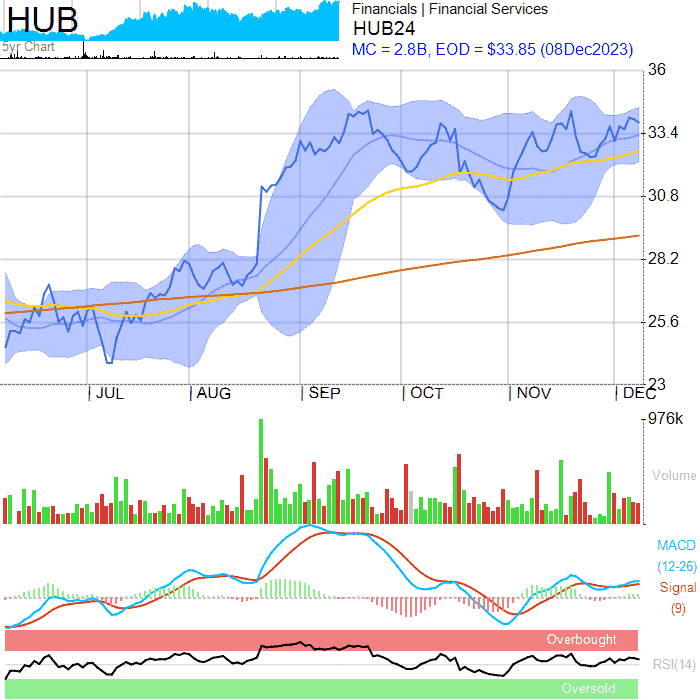 HUB
5yr Chart
Financials | Financial Services
HUB24
MC = 2.8B, EOD = $33.85 (08Dec2023)
36
33.4
30.8
28.2
25.6
23
JUL AUG SEP OCT NOV DEC
976k
Volume
MACD
(12-26)
Signal
(9)
Overbought
RSI(14)
Oversold